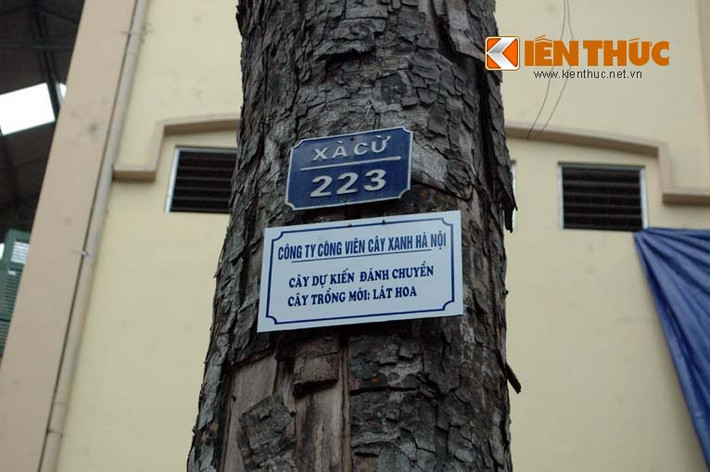 KIẾN THỨC
www.kienthuc.net.vn
XÀ CỪ
223
CÔNG TY CÔNG VIÊN CÂY XANH HÀ NỘI
CÂY DỰ KIẾN ĐÁNH CHUYỂN
CÂY TRỒNG MỚI: LÁT HOA